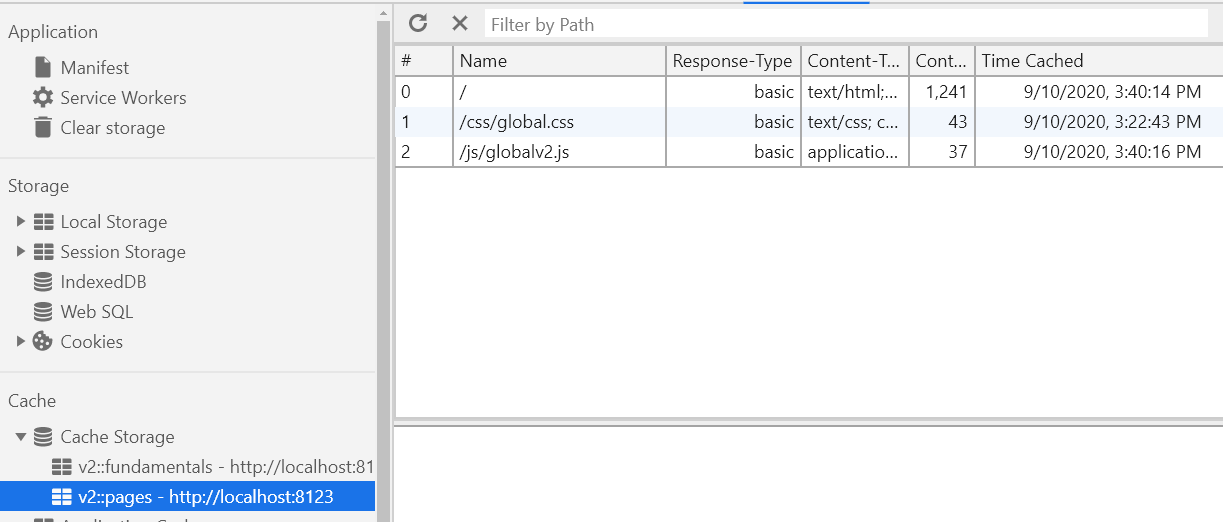 Application
Manifest
Service Workers
Clear storage
Storage
Local Storage
Session Storage
IndexedDB
Web SQL
Cookies
Cache
Cache Storage
v2::fundamentals - http://localhost:81
v2::pages - http://localhost:8123
Filter by Path
# Name Response-Type Content-T... Cont... Time Cached
0 / basic text/html;... 1,241 9/10/2020, 3:40:14 PM
1 /css/global.css basic text/css; c... 43 9/10/2020, 3:22:43 PM
2 /js/globalv2.js basic applicatio... 37 9/10/2020, 3:40:16 PM